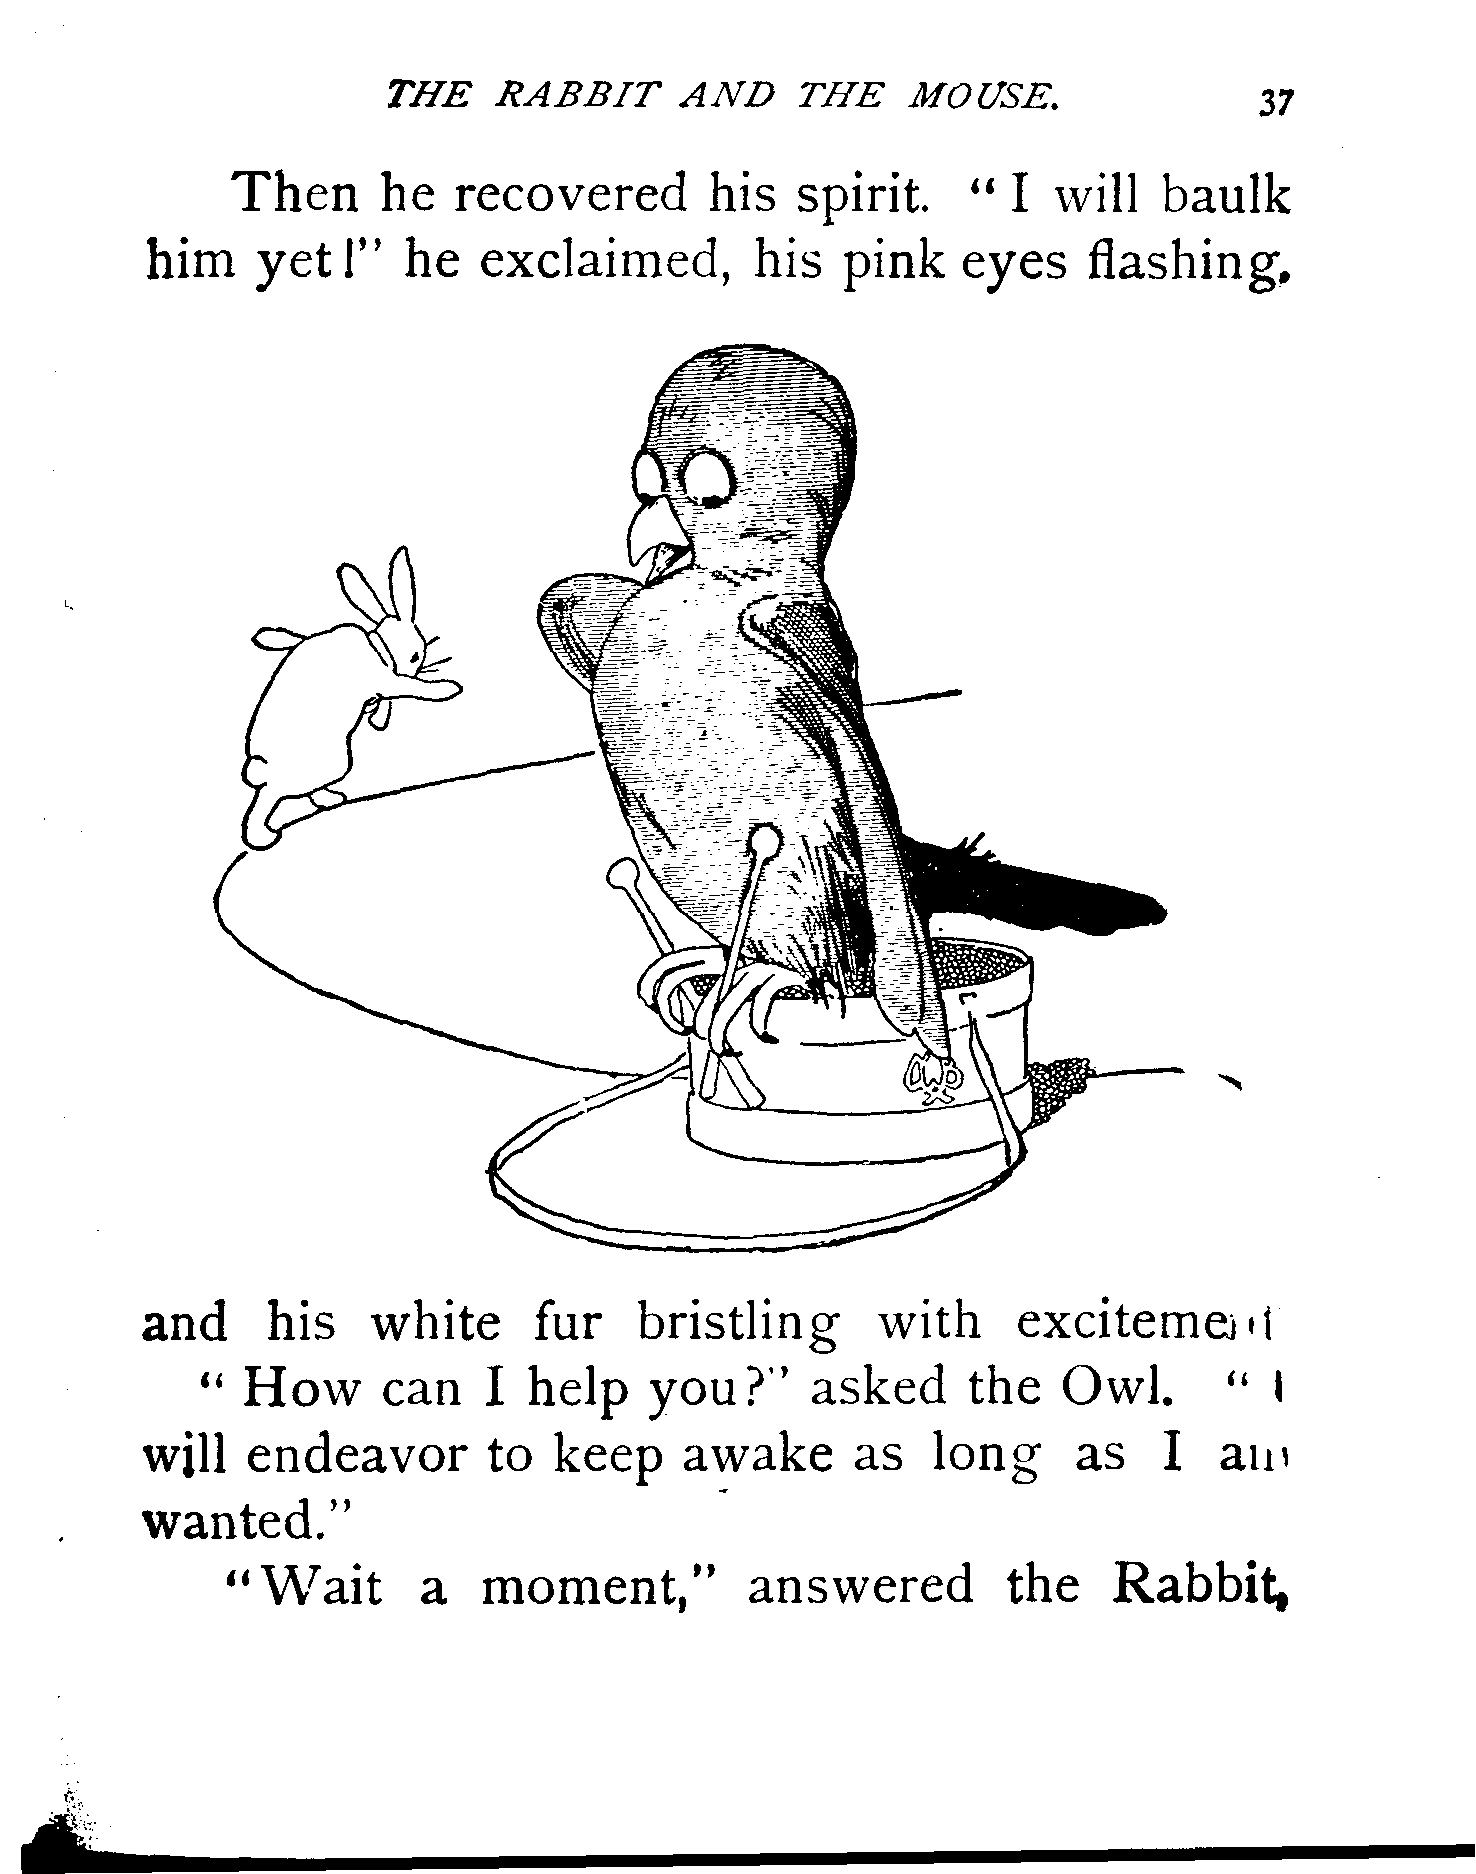 THE RABBIT AND THE MOUSE. 37
Then he recovered his spirit. “I will baulk
him yet!” he exclaimed, his pink eyes flashing,
and his white fur bristling with excitement
“How can I help you?” asked the Owl. “I
will endeavor to keep awake as long as I am
wanted.”
“Wait a moment,” answered the Rabbit,